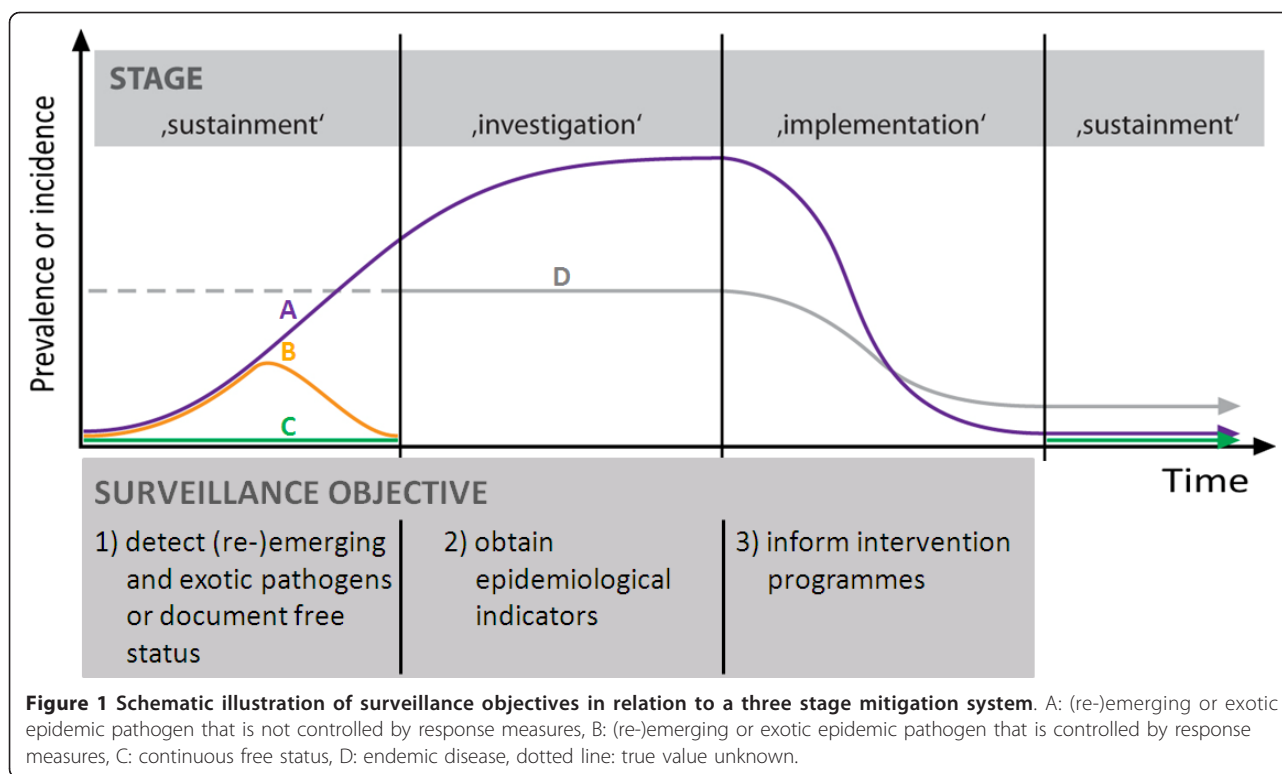 STAGE
‚sustainment‘
‚investigation‘
‚implementation‘
‚sustainment‘
Prevalence or incidence
A
B
C
D
Time
SURVEILLANCE OBJECTIVE
1) detect (re-)emerging
and exotic pathogens
or document free
status
2) obtain
epidemiological
indicators
3) inform intervention
programmes
Figure 1 Schematic illustration of surveillance objectives in relation to a three stage mitigation system. A: (re-)emerging or exotic
epidemic pathogen that is not controlled by response measures, B: (re-)emerging or exotic epidemic pathogen that is controlled by response
measures, C: continuous free status, D: endemic disease, dotted line: true value unknown.